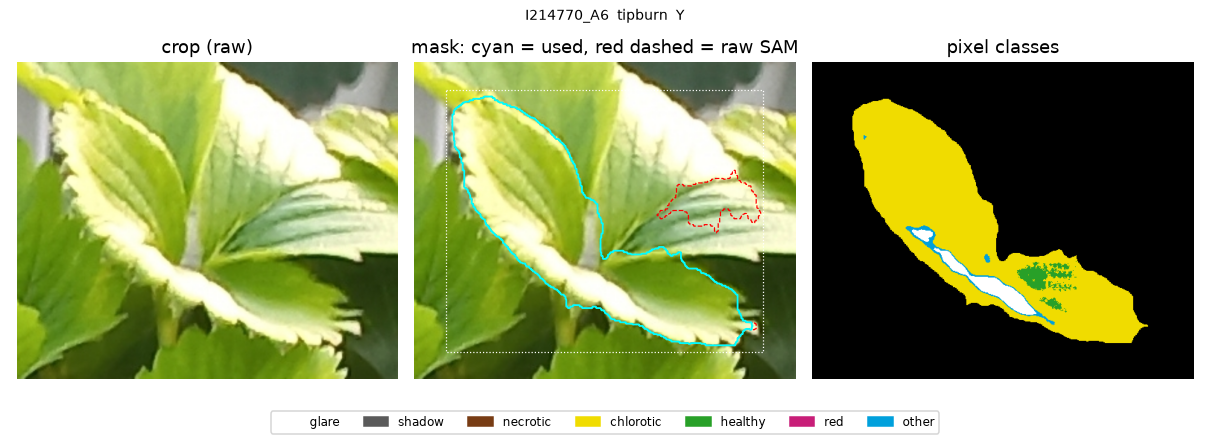 I214770_A6 tipburn Y
crop (raw)
mask: cyan = used, red dashed = raw SAM
pixel classes
glare
shadow
necrotic
chlorotic
healthy
red
other